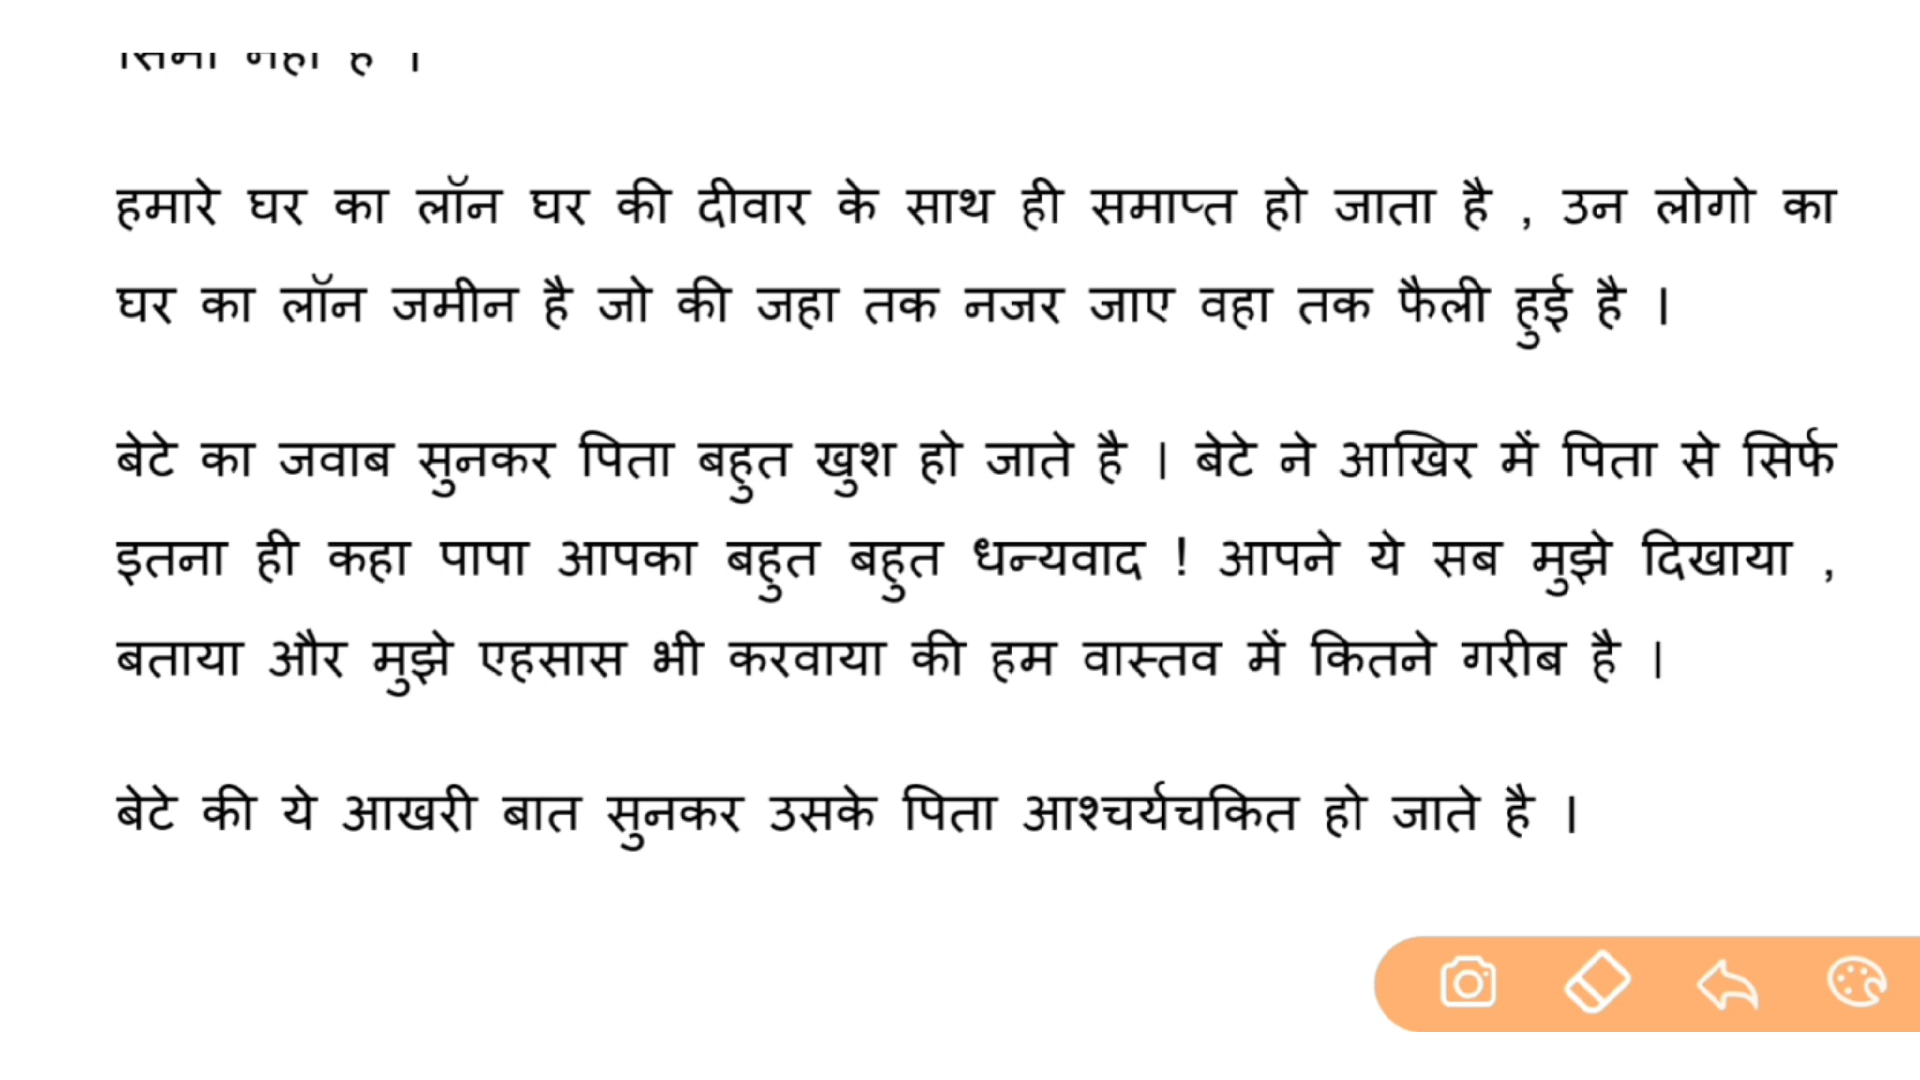 हमारे घर का लॉन घर की दीवार के साथ ही समाप्त हो जाता है , उन लोगो का
घर का लॉन जमीन है जो की जहा तक नजर जाए वहा तक फैली हुई है ।
बेटे का जवाब सुनकर पिता बहुत खुश हो जाते है । बेटे ने आखिर में पिता से सिर्फ
इतना ही कहा पापा आपका बहुत बहुत धन्यवाद ! आपने ये सब मुझे दिखाया ,
बताया और मुझे एहसास भी करवाया की हम वास्तव में कितने गरीब है ।
बेटे की ये आखरी बात सुनकर उसके पिता आश्चर्यचकित हो जाते है ।